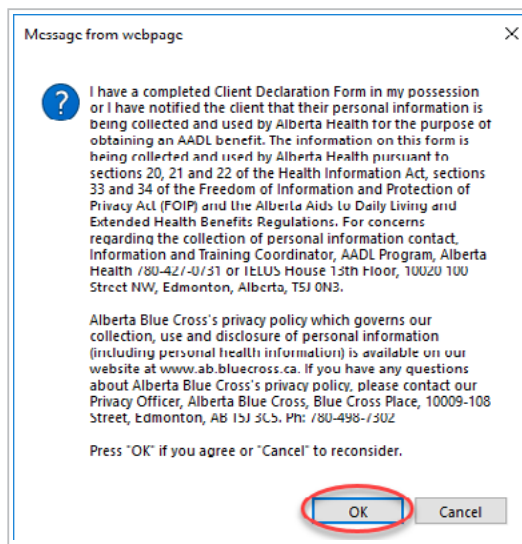 Message from webpage
I have a completed Client Declaration Form in my possession
or I have notified the client that their personal information is
being collected and used by Alberta Health for the purpose of
obtaining an AADL benefit. The information on this form is
being collected and used by Alberta Health pursuant to
sections 20, 21 and 22 of the Health Information Act, sections
33 and 34 of the Freedom of Information and Protection of
Privacy Act (FOIP) and the Alberta Aids to Daily Living and
Extended Health Benefits Regulations. For concerns
regarding the collection of personal information contact,
Information and Training Coordinator, AADL Program, Alberta
Health 780-427-0731 or TELUS House 13th Floor, 10020 100
Street NW, Edmonton, Alberta, T5J 0N3.
Alberta Blue Cross's privacy policy which governs our
collection, use and disclosure of personal information
(including personal health information) is available on our
website at www.ab.bluecross.ca. If you have any questions
about Alberta Blue Cross's privacy policy, please contact our
Privacy Officer, Alberta Blue Cross, Blue Cross Place, 10009-108
Street, Edmonton, AB T5J 3C5. Ph: 780-498-7302
Press "OK" if you agree or "Cancel" to reconsider.
OK Cancel